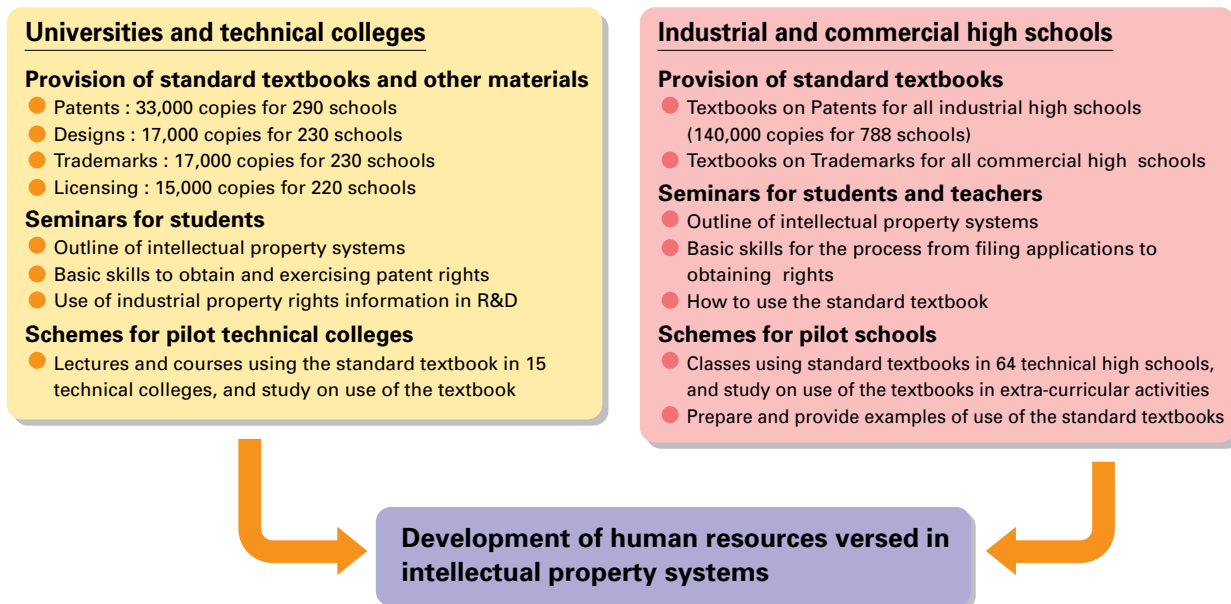 Universities and technical colleges
Provision of standard textbooks and other materials
Patents : 33,000 copies for 290 schools
Designs : 17,000 copies for 230 schools
Trademarks : 17,000 copies for 230 schools
Licensing : 15,000 copies for 220 schools
Seminars for students
Outline of intellectual property systems
Basic skills to obtain and exercising patent rights
Use of industrial property rights information in R&D
Schemes for pilot technical colleges
Lectures and courses using the standard textbook in 15
technical colleges, and study on use of the textbook
Industrial and commercial high schools
Provision of standard textbooks
Textbooks on Patents for all industrial high schools
(140,000 copies for 788 schools)
Textbooks on Trademarks for all commercial high schools
Seminars for students and teachers
Outline of intellectual property systems
Basic skills for the process from filing applications to
obtaining rights
How to use the standard textbook
Schemes for pilot schools
Classes using standard textbooks in 64 technical high schools,
and study on use of the textbooks in extra-curricular activities
Prepare and provide examples of use of the standard textbooks
Development of human resources versed in
intellectual property systems